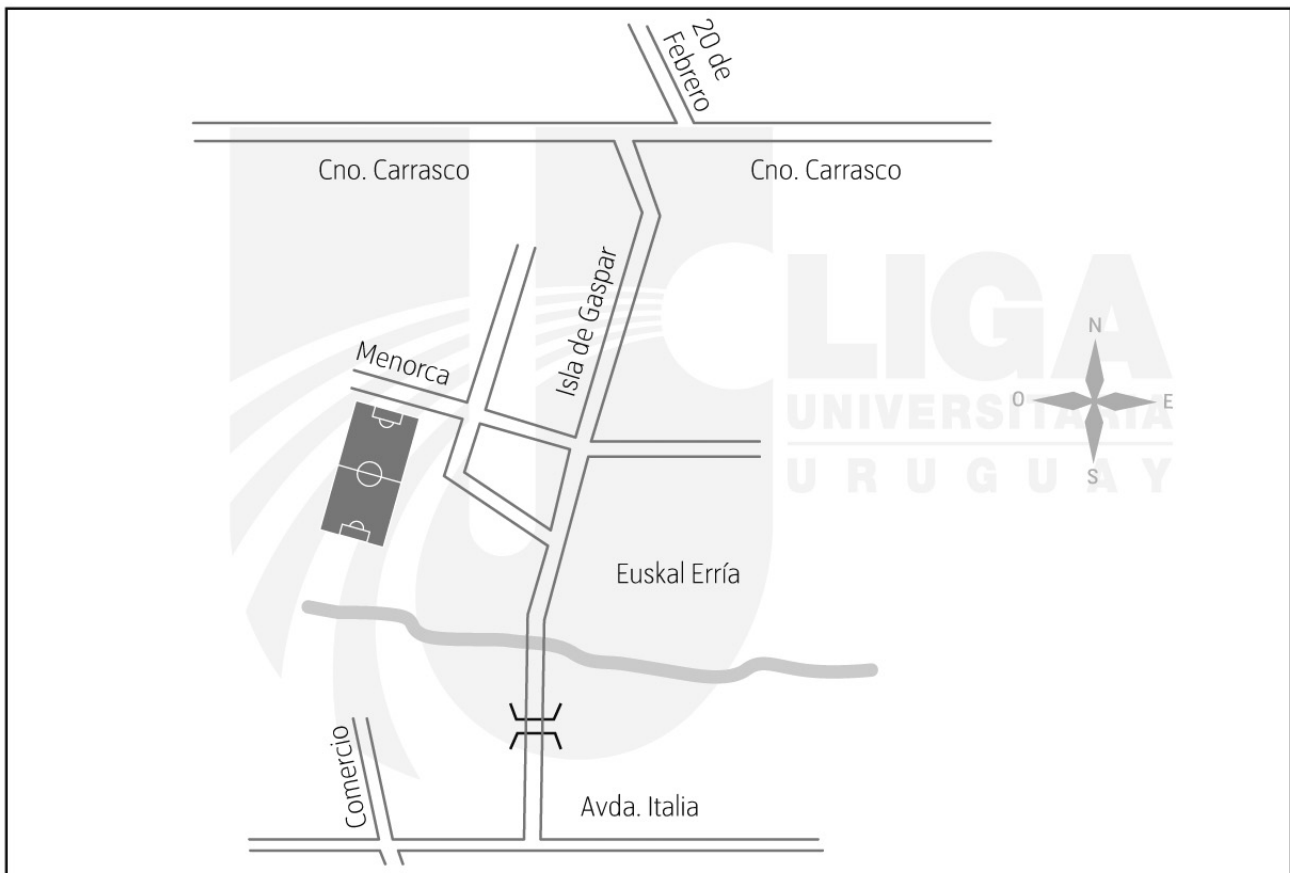 20 de
Febrero
Cno. Carrasco
Cno. Carrasco
Isla de Gaspar
LIGA
UNIVERSITARIA
URUGUAY
N
O
E
S
Menorca
Euskal Erría
Comercio
Avda. Italia